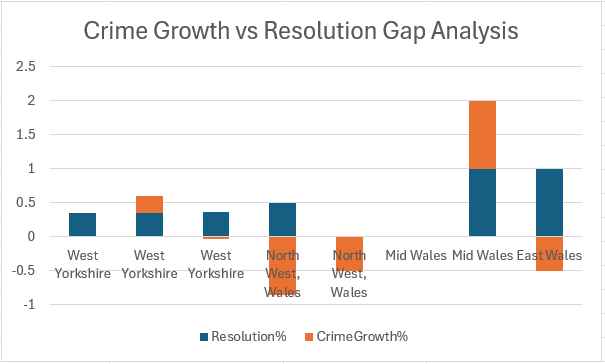 Crime Growth vs Resolution Gap Analysis
2.5
2
1.5
1
0.5
0
-0.5
-1
West Yorkshire
West Yorkshire
West Yorkshire
North West, Wales
North West, Wales
Mid Wales
Mid Wales
East Wales
Resolution% CrimeGrowth%